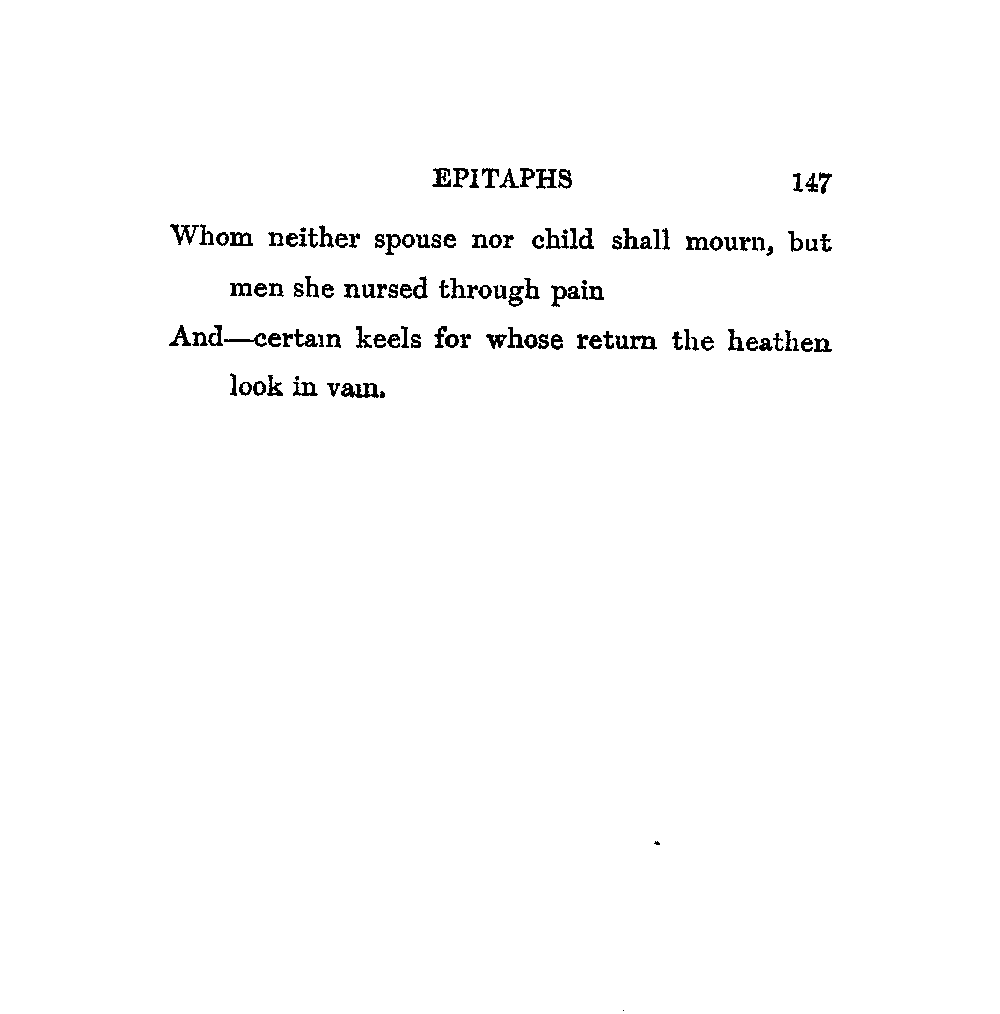 EPITAPHS 147
Whom neither spouse nor child shall mourn, but
men she nursed through pain
And—certain keels for whose return the heathen
look in vain.